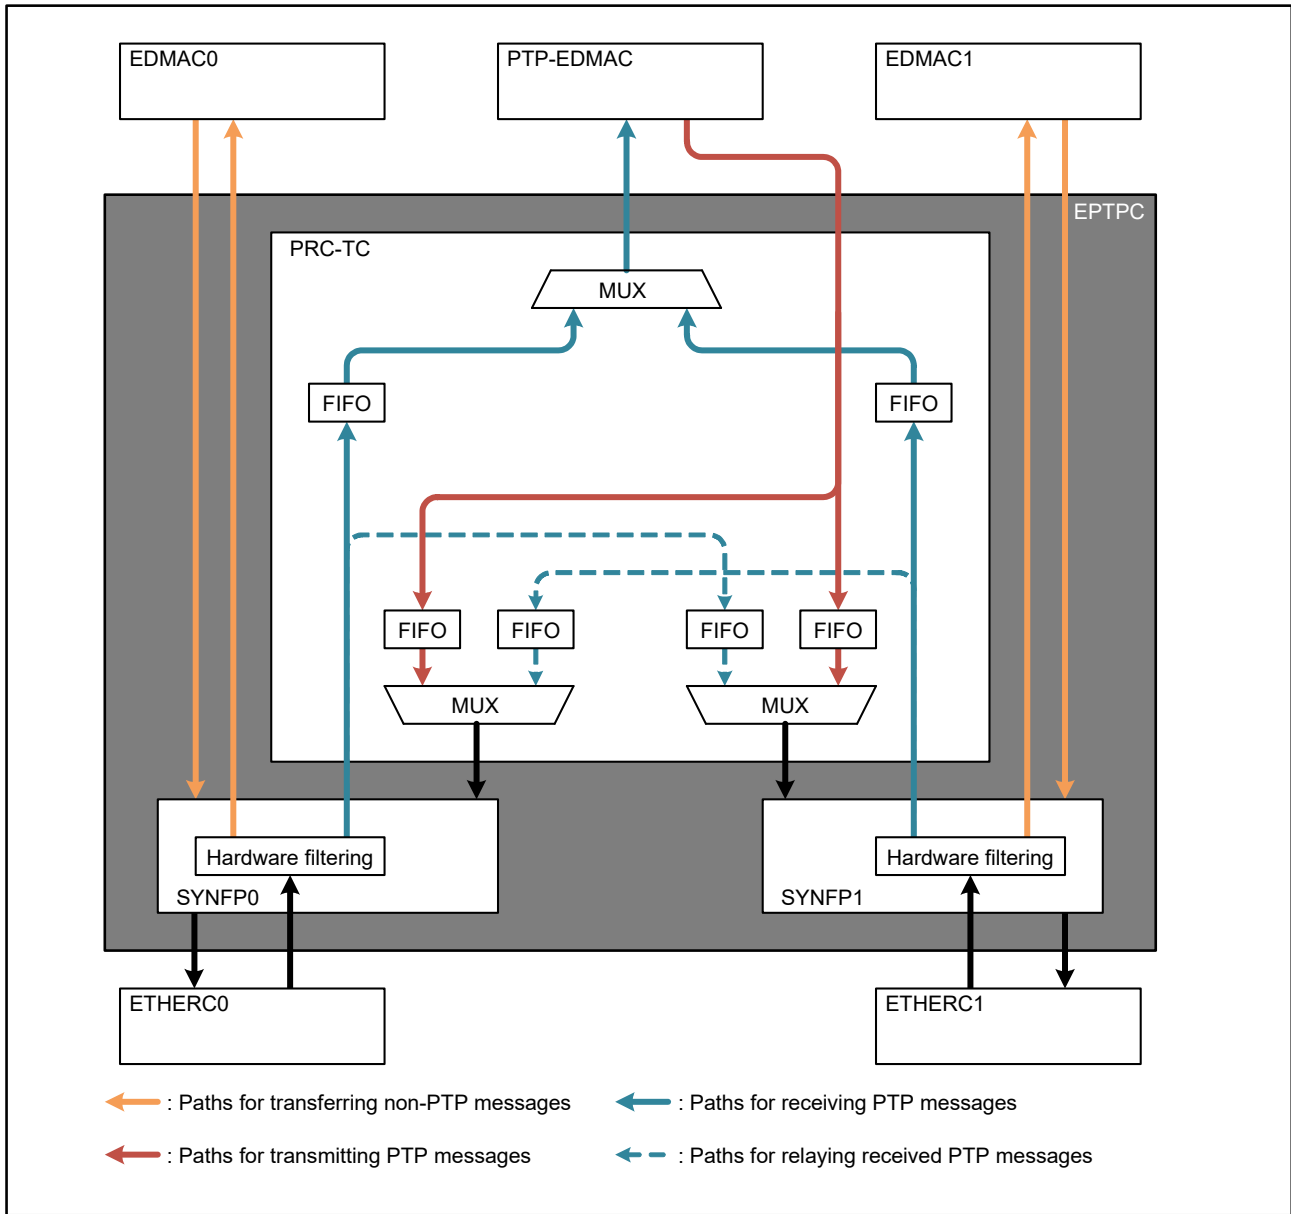 EDMAC0
PTP-EDMAC
EDMAC1
EPTPC
PRC-TC
MUX
FIFO
FIFO
FIFO
FIFO
FIFO
FIFO
MUX
MUX
Hardware filtering
Hardware filtering
SYNFP0
SYNFP1
ETHERC0
ETHERC1
: Paths for transferring non-PTP messages
: Paths for receiving PTP messages
: Paths for transmitting PTP messages
: Paths for relaying received PTP messages